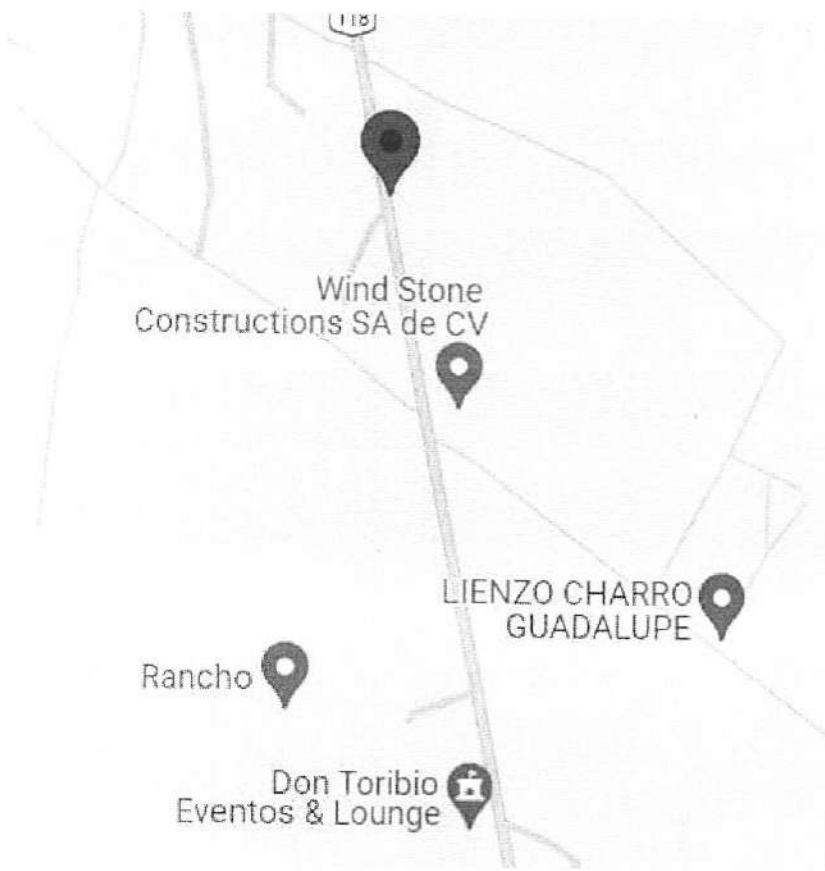 118
Wind Stone
Constructions SA de CV
LIENZO CHARRO
GUADALUPE
Rancho
Don Toribio
Eventos & Lounge